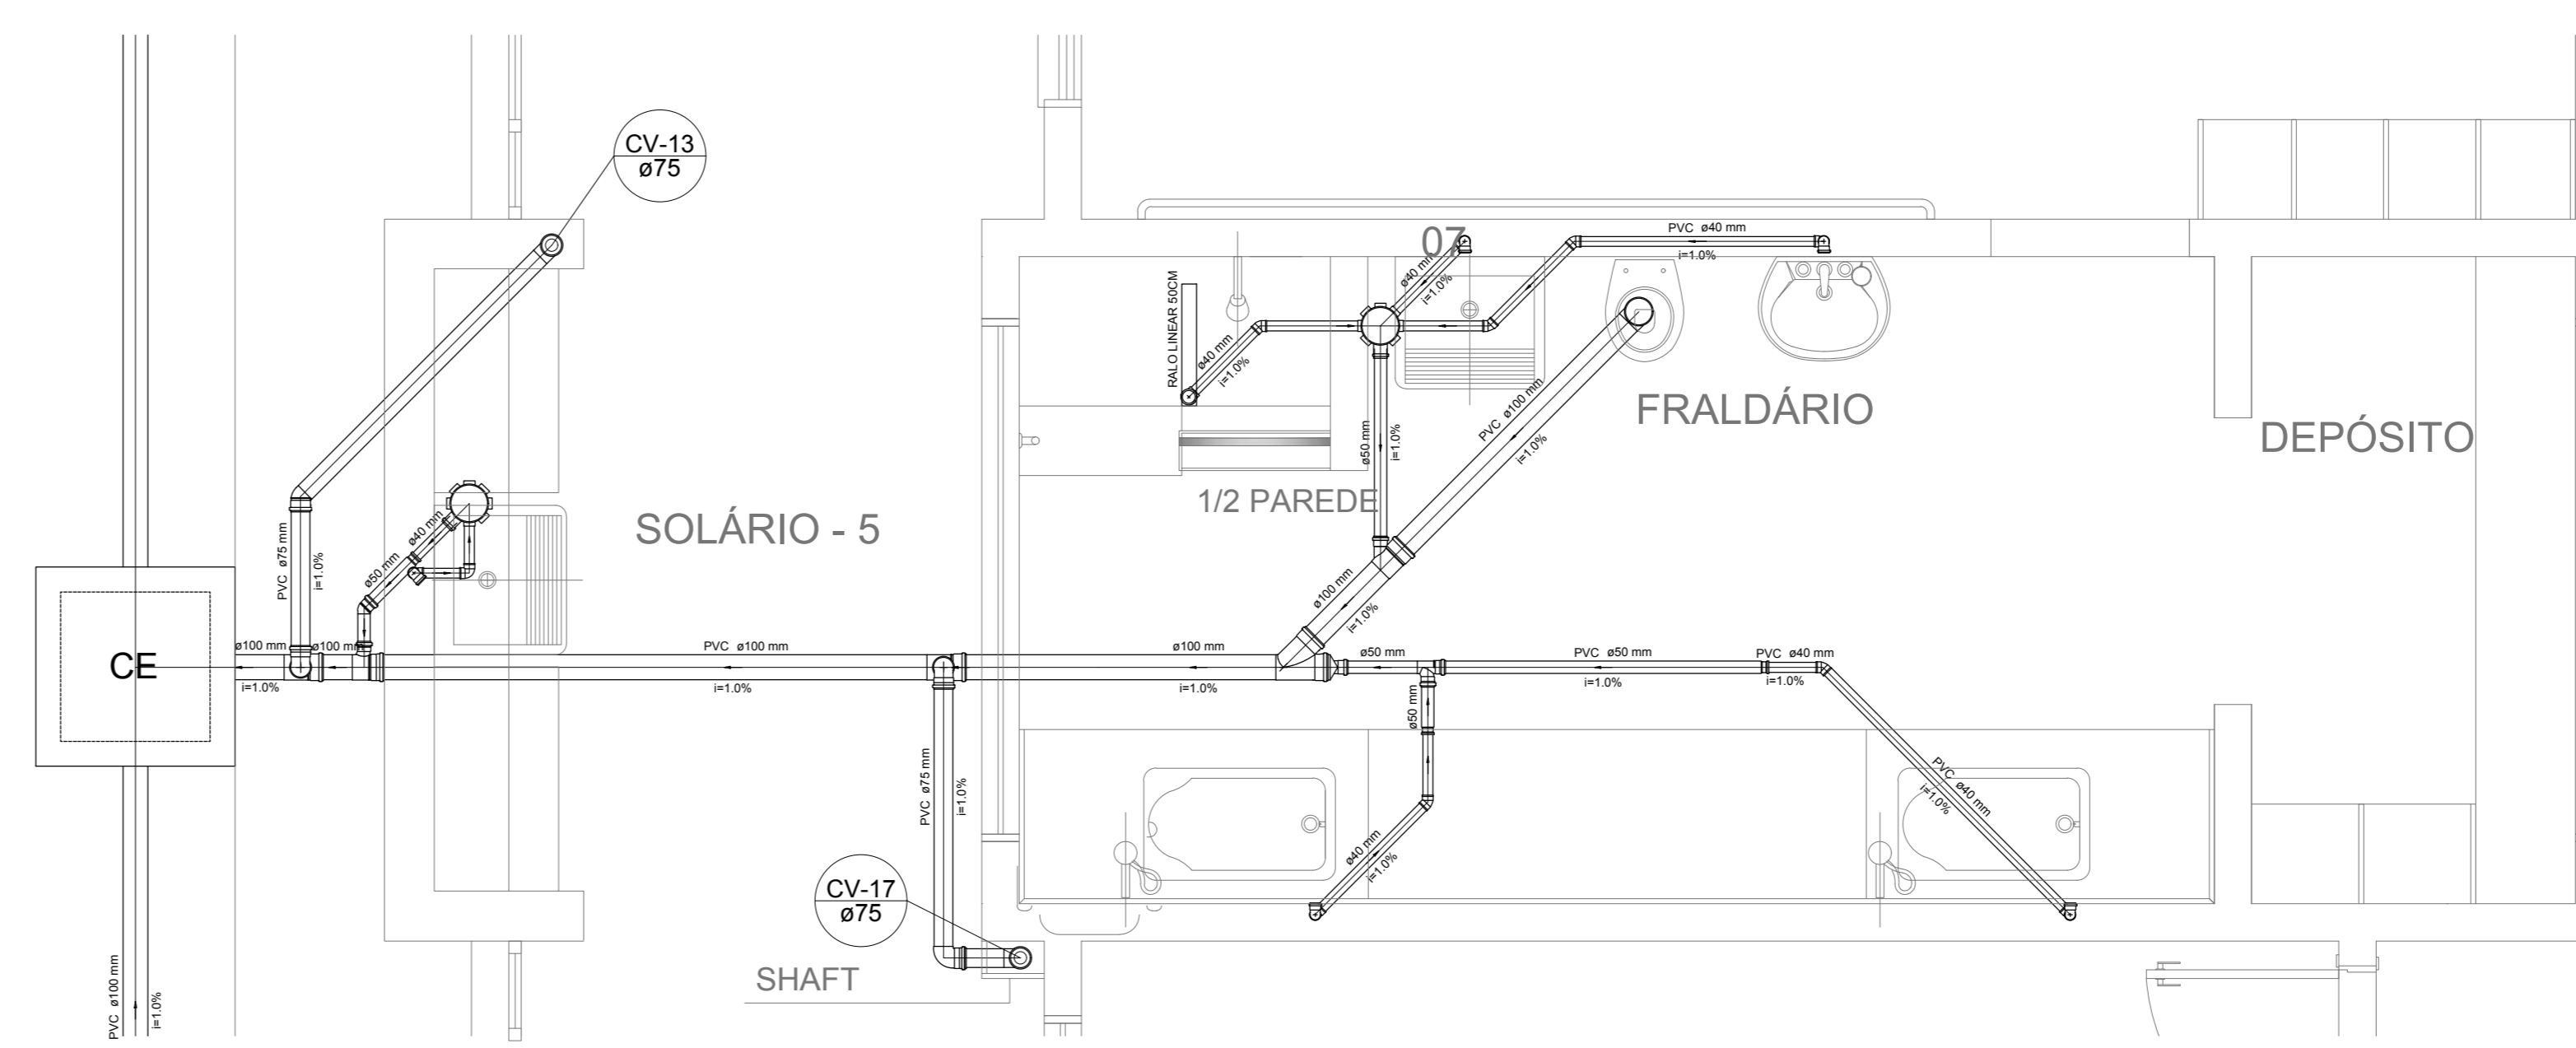 CV-13
ø75
07
PVC ø40 mm
i=1.0%
ø40 mm
i=1.0%
RALO LINEAR 50CM
ø40 mm
i=1.0%
ø50 mm
i=1.0%
PVC ø100 mm
i=1.0%
FRALDÁRIO
DEPÓSITO
1/2 PAREDE
SOLÁRIO - 5
ø40 mm
ø50 mm
PVC ø75 mm
i=1.0%
ø100 mm
i=1.0%
CE
ø100 mm
i=1.0%
ø100 mm
PVC ø100 mm
i=1.0%
ø100 mm
i=1.0%
ø50 mm
PVC ø50 mm
i=1.0%
PVC ø40 mm
i=1.0%
ø50 mm
PVC ø40 mm
i=1.0%
PVC ø75 mm
i=1.0%
ø40 mm
i=1.0%
CV-17
ø75
SHAFT
PVC ø100 mm
i=1.0%